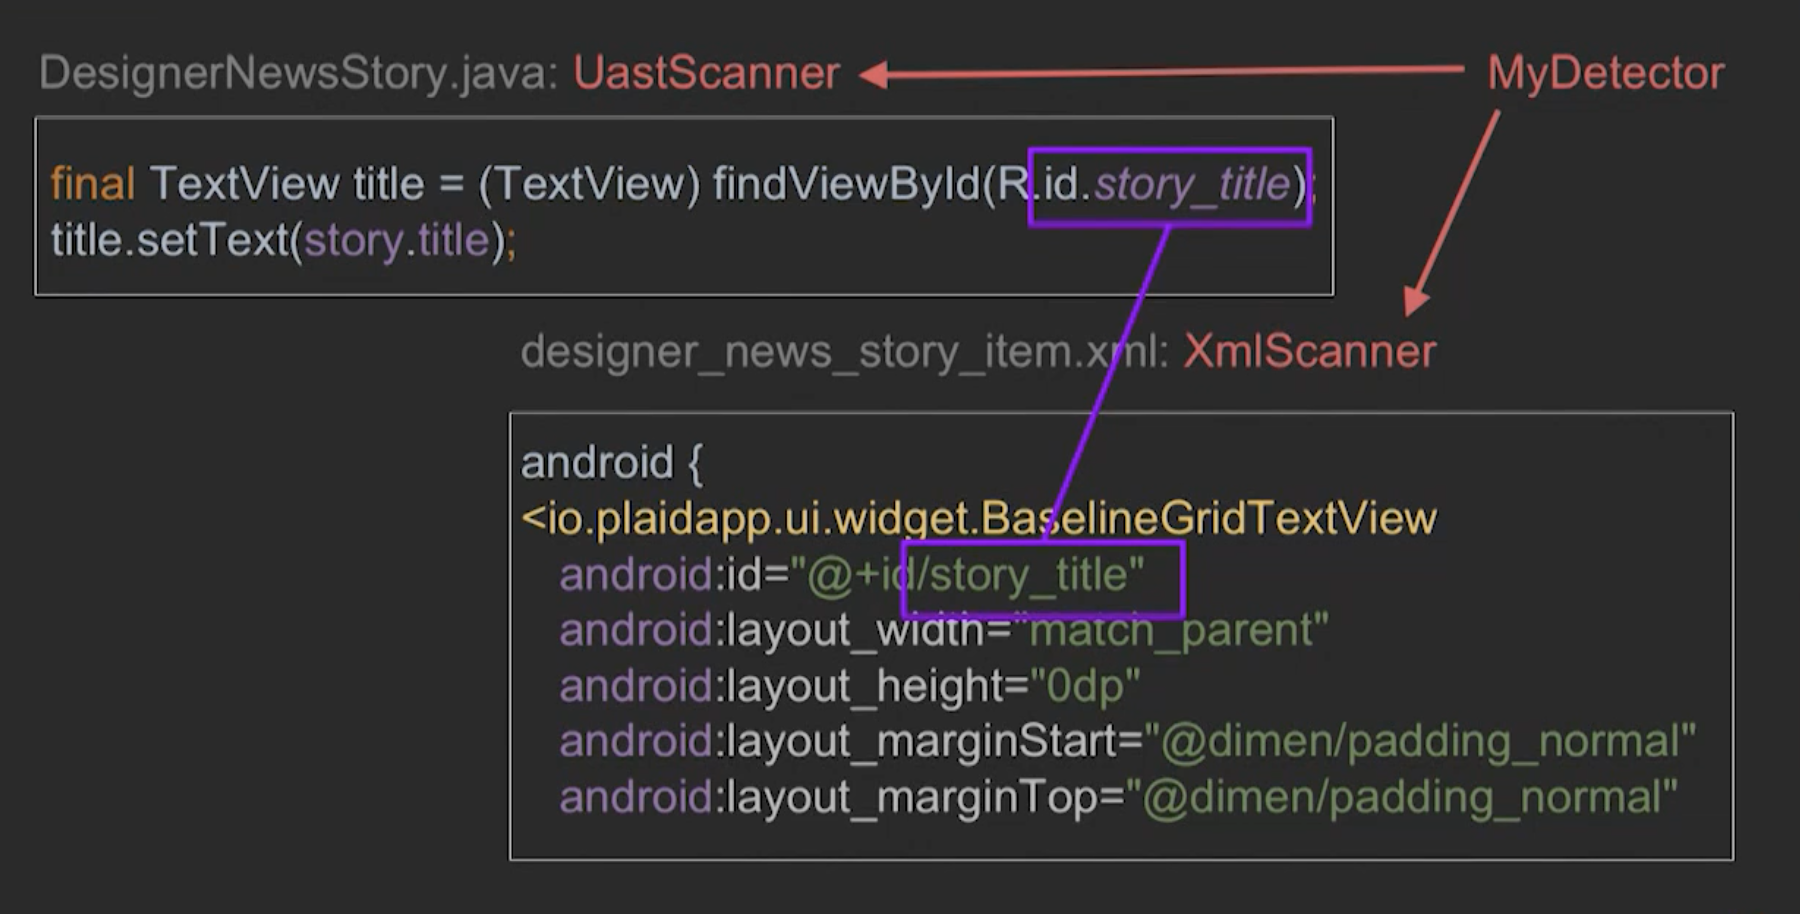 DesignerNewsStory.java: UastScanner
MyDetector
final TextView title = (TextView) findViewById(R.id.story_title);
title.setText(story.title);
designer_news_story_item.xml: XmlScanner
android {
<io.plaidapp.ui.widget.BaselineGridTextView
android:id="@+id/story_title"
android:layout_width="match_parent"
android:layout_height="0dp"
android:layout_marginStart="@dimen/padding_normal"
android:layout_marginTop="@dimen/padding_normal"